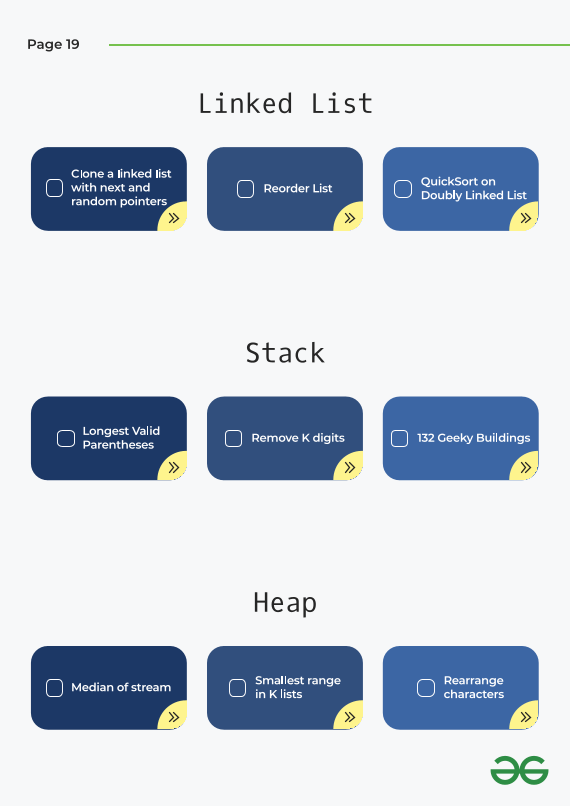 Page 19
Linked List
Clone a linked list
with next and
random pointers
Reorder List
QuickSort on
Doubly Linked List
Stack
Longest Valid
Parentheses
Remove K digits
132 Geeky Buildings
Heap
Median of stream
Smallest range
in K lists
Rearrange
characters